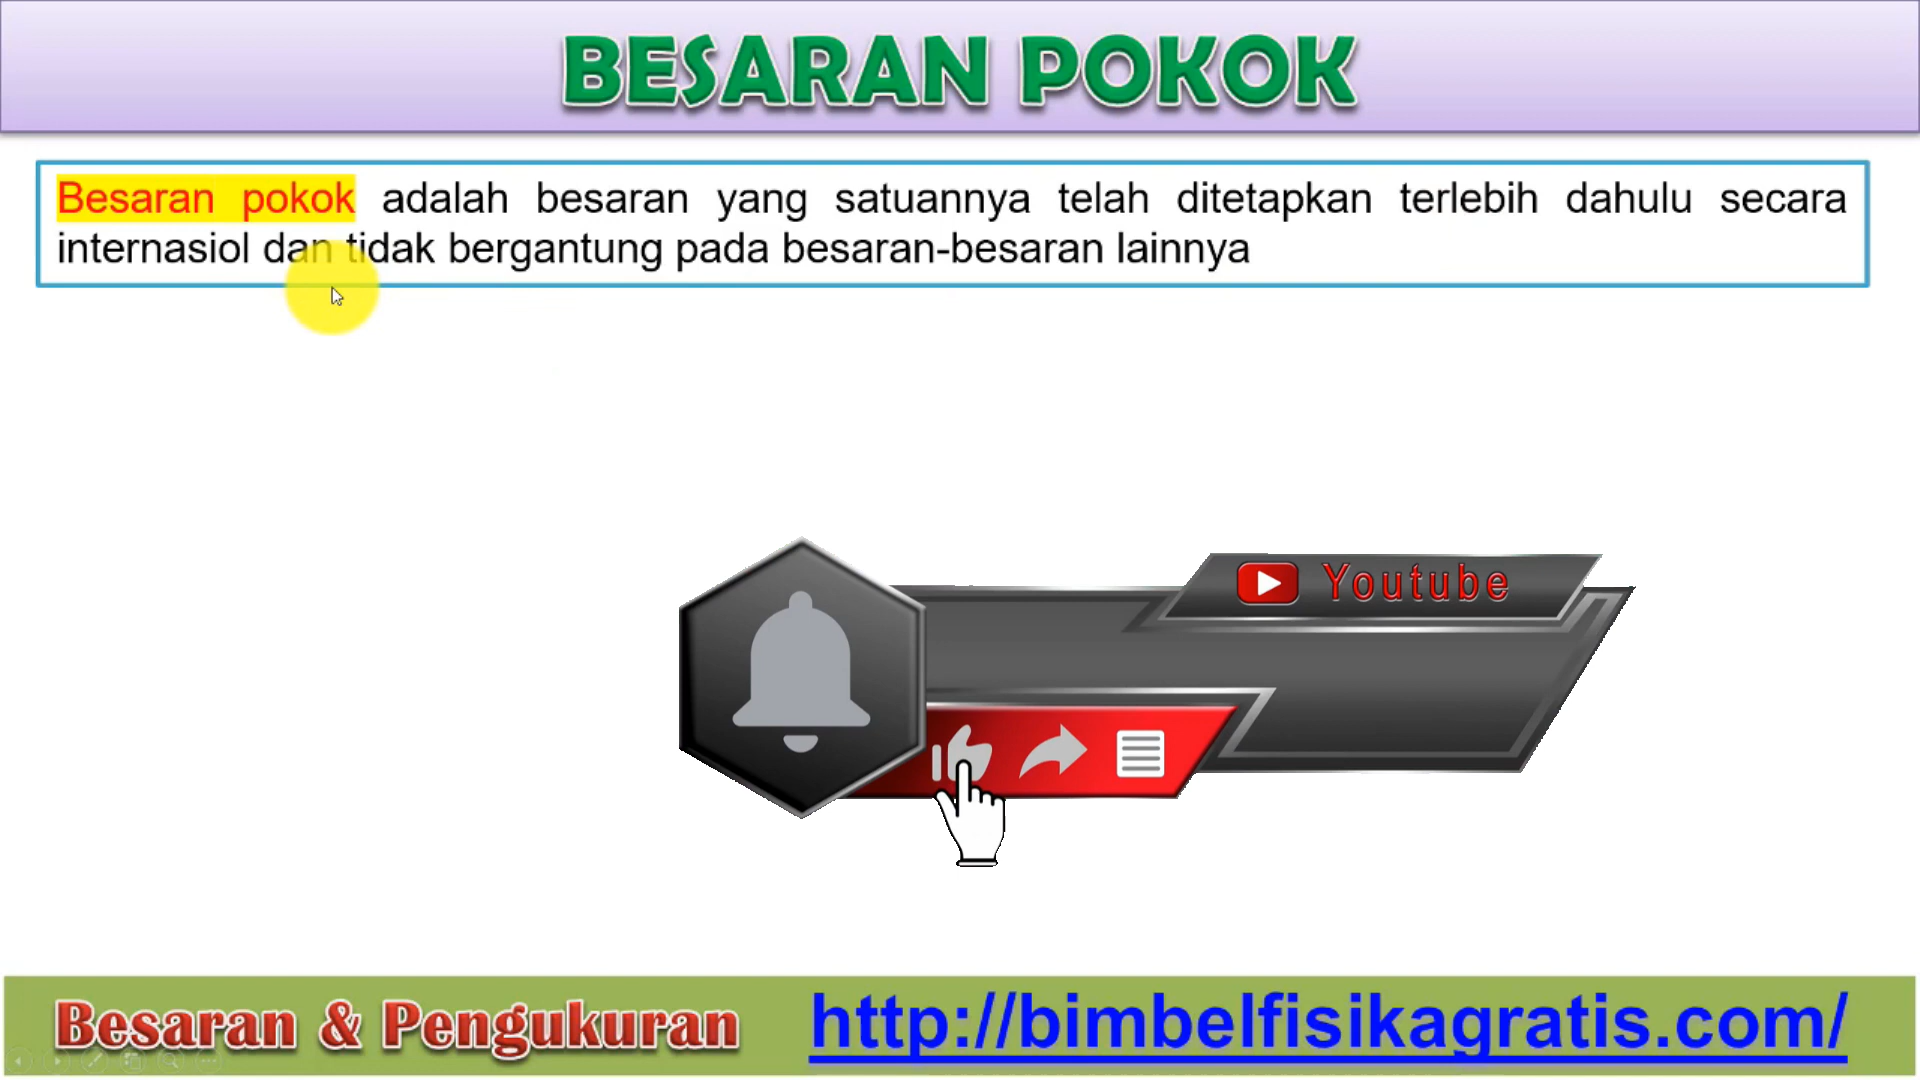 BESARAN POKOK
Besaran pokok adalah besaran yang satuannya telah ditetapkan terlebih dahulu secara
internasiol dan tidak bergantung pada besaran-besaran lainnya
Youtube
Besaran & Pengukuran
http://bimbelfisikagratis.com/